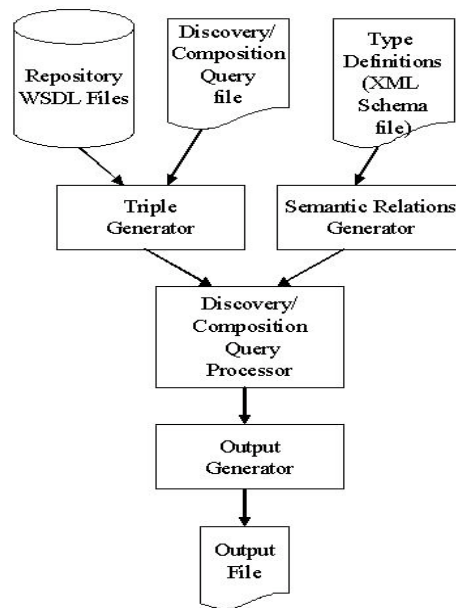 Repository
WSDL Files
Discovery/
Composition
Query
file
Type
Definitions
(XML
Schema
file)
Triple
Generator
Semantic Relations
Generator
Discovery/
Composition
Query
Processor
Output
Generator
Output
File